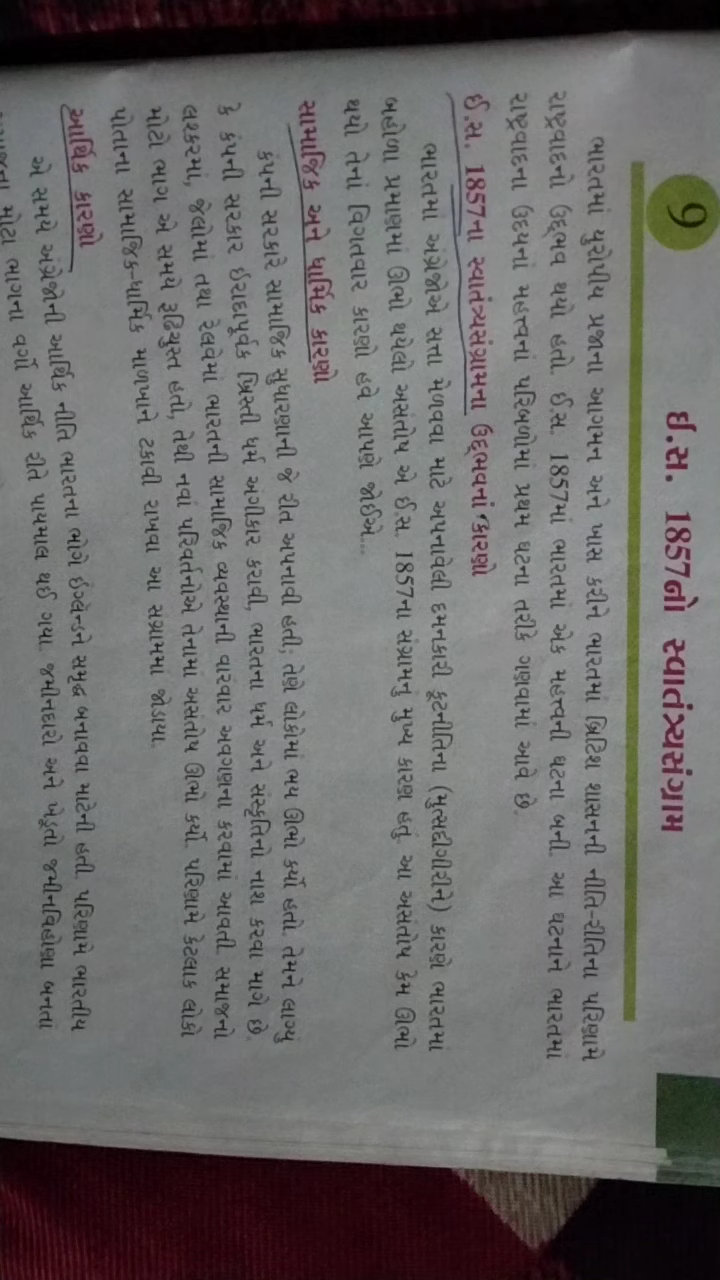 9
ઈ.સ. 1857નો સ્વાતંત્ર્યસંગ્રામ
ભારતમાં યુરોપીય પ્રજાના આગમન અને ખાસ કરીને ભારતમાં બ્રિટિશ શાસનની નીતિ-રીતિના પરિણામે
રાષ્ટ્રવાદનો ઉદ્ભવ થયો હતો. ઈ.સ. 1857માં ભારતમાં એક મહત્ત્વની ઘટના બની. આ ઘટનાને ભારતમાં
રાષ્ટ્રવાદના ઉદયનાં મહત્ત્વનાં પરિબળોમાં પ્રથમ ઘટના તરીકે ગણવામાં આવે છે.
ઈ.સ. 1857ના સ્વાતંત્ર્યસંગ્રામના ઉદ્ભવનાં કારણો
ભારતમાં અંગ્રેજોએ સત્તા મેળવવા માટે અપનાવેલી દમનકારી કૂટનીતિના (મુત્સદ્દીગીરીને) કારણે ભારતમાં
બહોળા પ્રમાણમાં ઊભો થયેલો અસંતોષ એ ઈ.સ. 1857ના સંગ્રામનું મુખ્ય કારણ હતું. આ અસંતોષ કેમ ઊભો
થયો તેનાં વિગતવાર કારણો હવે આપણે જોઈએ...
સામાજિક અને ધાર્મિક કારણો
કંપની સરકારે સામાજિક સુધારણાની જે રીત અપનાવી હતી, તેણે લોકોમાં ભય ઊભો કર્યો હતો. તેમને લાગ્યું
કે કંપની સરકાર ઈરાદાપૂર્વક ખ્રિસ્તી ધર્મ અંગીકાર કરાવી, ભારતના ધર્મ અને સંસ્કૃતિનો નાશ કરવા માગે છે.
લશ્કરમાં, જેલોમાં તથા રેલવેમાં ભારતની સામાજિક વ્યવસ્થાની વારંવાર અવગણના કરવામાં આવતી. સમાજનો
મોટો ભાગ એ સમયે રૂઢિચુસ્ત હતો, તેથી નવાં પરિવર્તનોએ તેનામાં અસંતોષ ઊભો કર્યો. પરિણામે કેટલાક લોકો
પોતાના સામાજિક-ધાર્મિક માળખાને ટકાવી રાખવા આ સંગ્રામમાં જોડાયા.
આર્થિક કારણો
એ સમયે અંગ્રેજોની આર્થિક નીતિ ભારતના ભોગે ઈંગ્લેન્ડને સમૃદ્ધ બનાવવા માટેની હતી. પરિણામે ભારતીય
મોટા ભાગના વર્ગો આર્થિક રીતે પાયમાલ થઈ ગયા. જમીનદારો અને ખેડૂતો જમીનવિહોણા બનતા